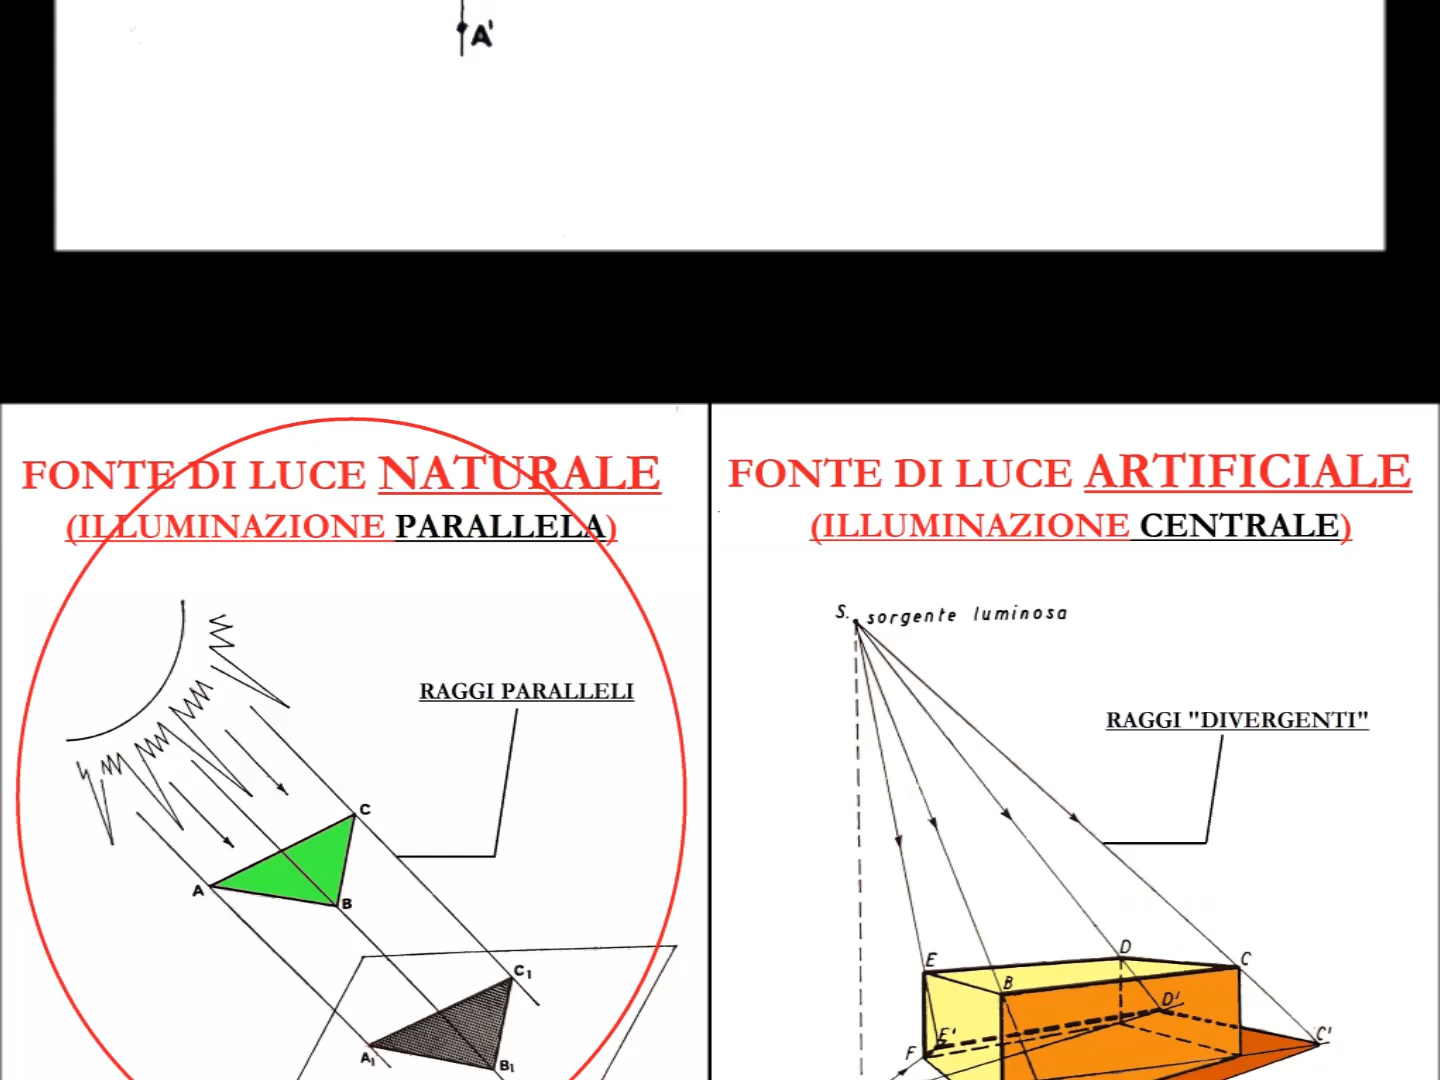 A'
FONTE DI LUCE NATURALE
(ILLUMINAZIONE PARALLELA)
RAGGI PARALLELI
C
A
B
C1
A1
B1
FONTE DI LUCE ARTIFICIALE
(ILLUMINAZIONE CENTRALE)
S. sorgente luminosa
RAGGI "DIVERGENTI"
D
E
C
B
D'
E'
C'
F